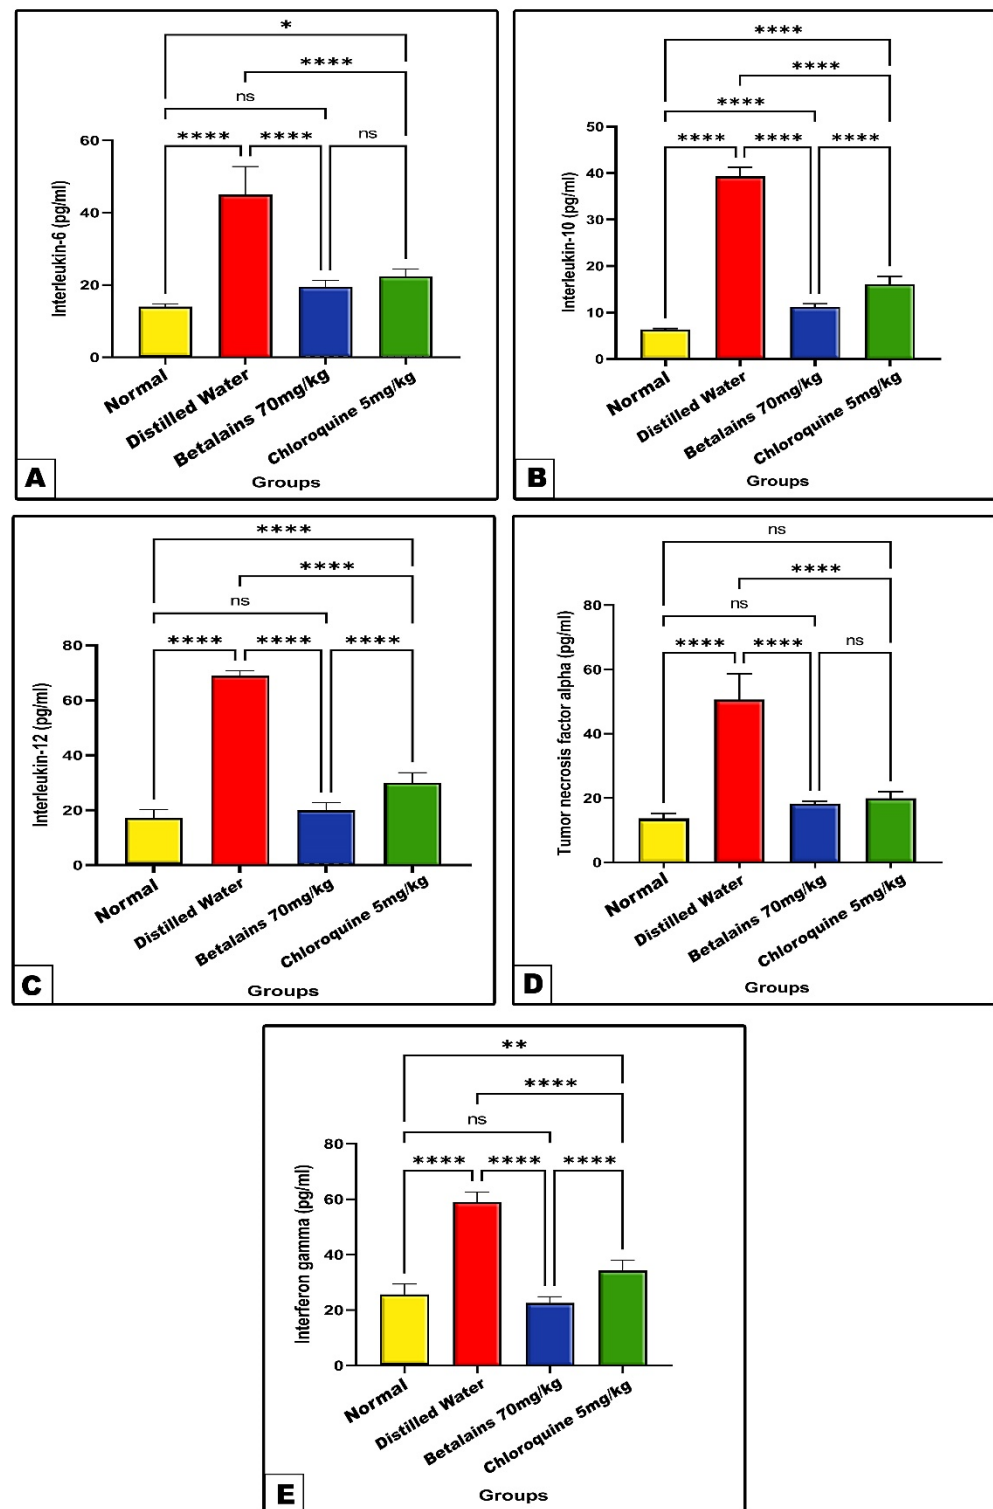 *
****
ns
**** **** ns
Interleukin-6 (pg/ml)
60
40
20
0
Normal
Distilled Water
Betalains 70mg/kg
Chloroquine 5mg/kg
Groups
A
****
****
****
**** **** ****
Interleukin-10 (pg/ml)
50
40
30
20
10
0
Normal
Distilled Water
Betalains 70mg/kg
Chloroquine 5mg/kg
Groups
B
****
****
ns
**** **** ****
Interleukin-12 (pg/ml)
80
60
40
20
0
Normal
Distilled Water
Betalains 70mg/kg
Chloroquine 5mg/kg
Groups
C
ns
****
ns
**** **** ns
Tumor necrosis factor alpha (pg/ml)
80
60
40
20
0
Normal
Distilled Water
Betalains 70mg/kg
Chloroquine 5mg/kg
Groups
D
**
****
ns
**** **** ****
Interferon gamma (pg/ml)
80
60
40
20
0
Normal
Distilled Water
Betalains 70mg/kg
Chloroquine 5mg/kg
Groups
E